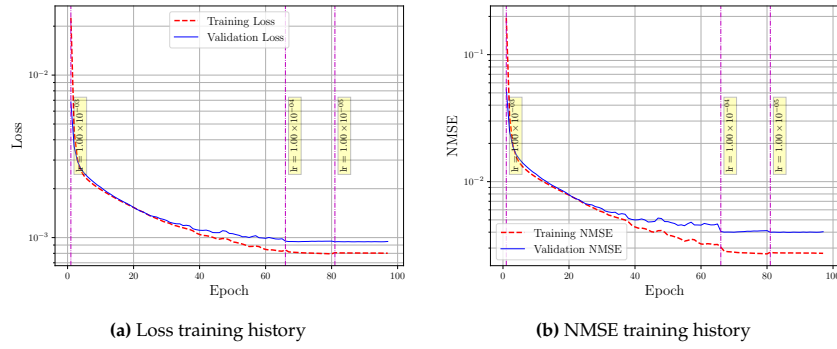 Training Loss
Validation Loss
10⁻²
10⁻³
Loss
lr = 1.00 × 10⁻⁰³
lr = 1.00 × 10⁻⁰⁴
lr = 1.00 × 10⁻⁰⁵
0 20 40 60 80 100
Epoch
(a) Loss training history
10⁻¹
10⁻²
NMSE
lr = 1.00 × 10⁻⁰³
lr = 1.00 × 10⁻⁰⁴
lr = 1.00 × 10⁻⁰⁵
Training NMSE
Validation NMSE
0 20 40 60 80 100
Epoch
(b) NMSE training history